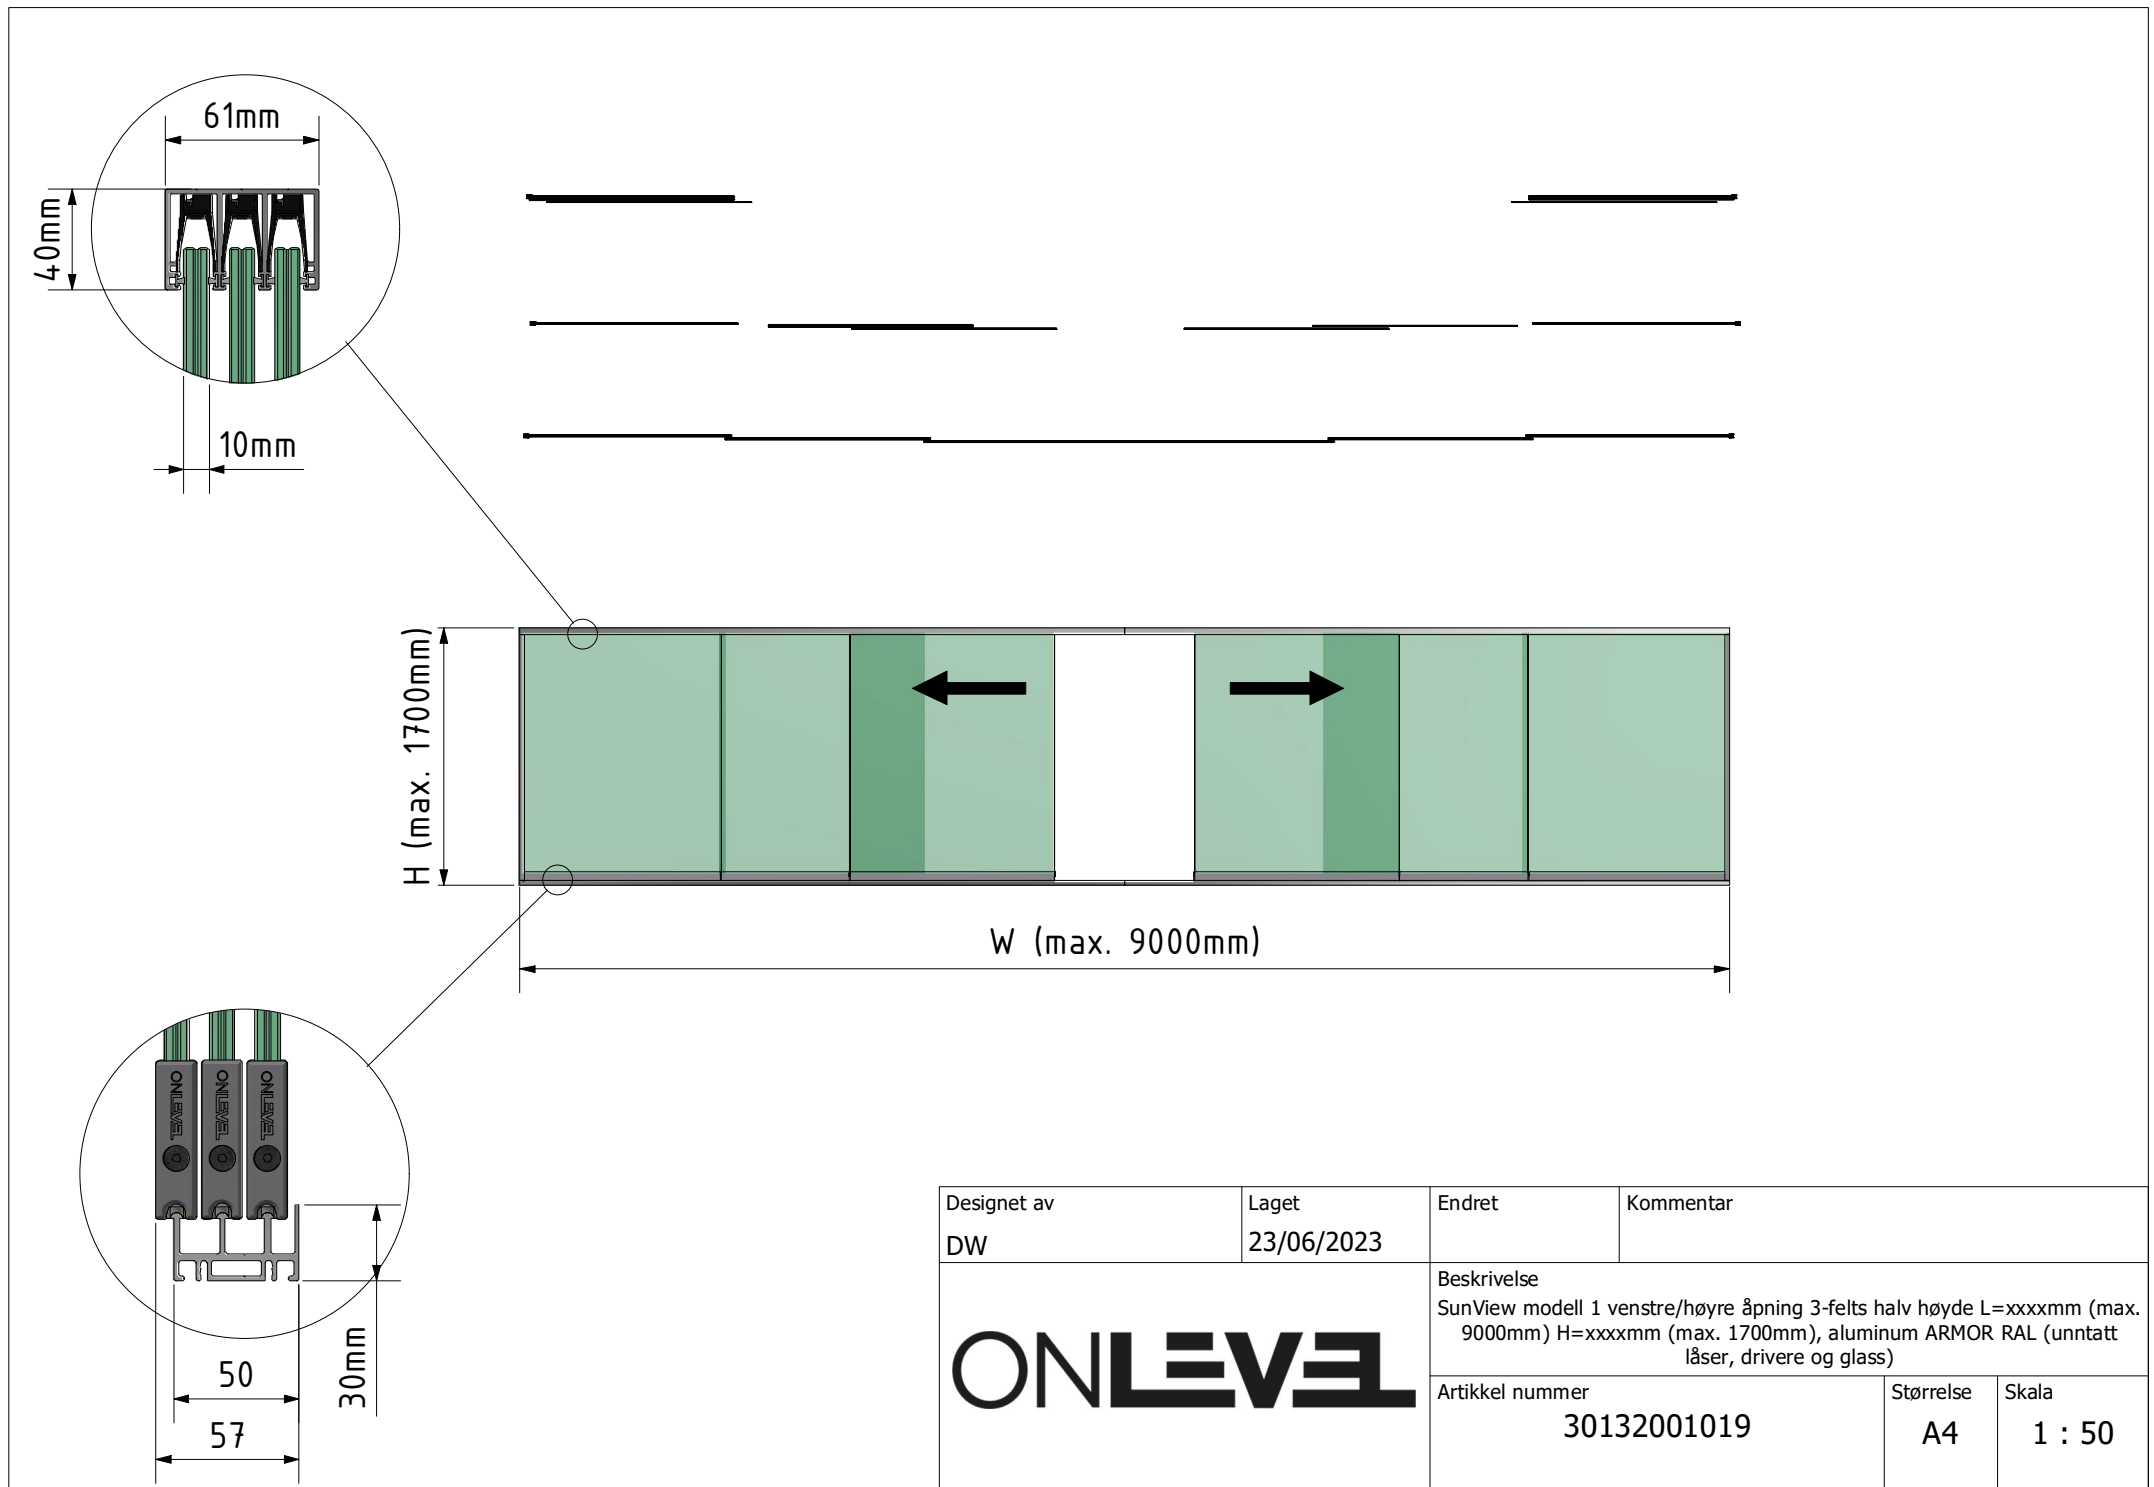 61mm
40mm
10mm
H (max. 1700mm)
W (max. 9000mm)
ONLEVEL
ONLEVEL
ONLEVEL
30mm
50
57
Designet av
DW
Laget
23/06/2023
Endret
Kommentar
ONLEVEL
Beskrivelse
SunView modell 1 venstre/høyre åpning 3-felts halv høyde L=xxxxmm (max.
9000mm) H=xxxxmm (max. 1700mm), aluminum ARMOR RAL (unntatt
låser, drivere og glass)
Artikkel nummer
30132001019
Størrelse
A4
Skala
1 : 50